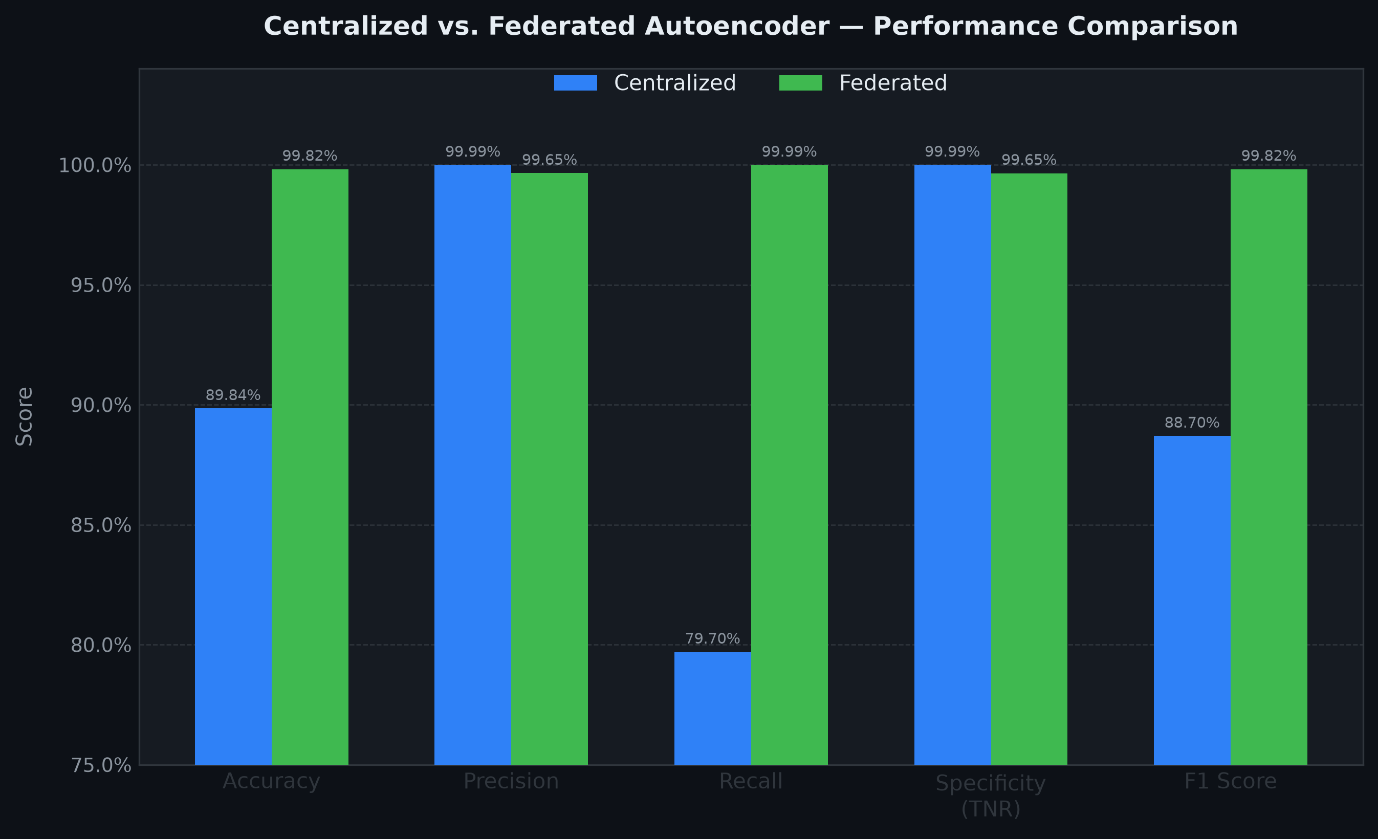 Centralized vs. Federated Autoencoder — Performance Comparison
Centralized
Federated
100.0%
95.0%
90.0%
85.0%
80.0%
75.0%
Score
89.84%
99.82%
99.99%
99.65%
79.70%
99.99%
99.99%
99.65%
88.70%
99.82%
Accuracy
Precision
Recall
Specificity
(TNR)
F1 Score